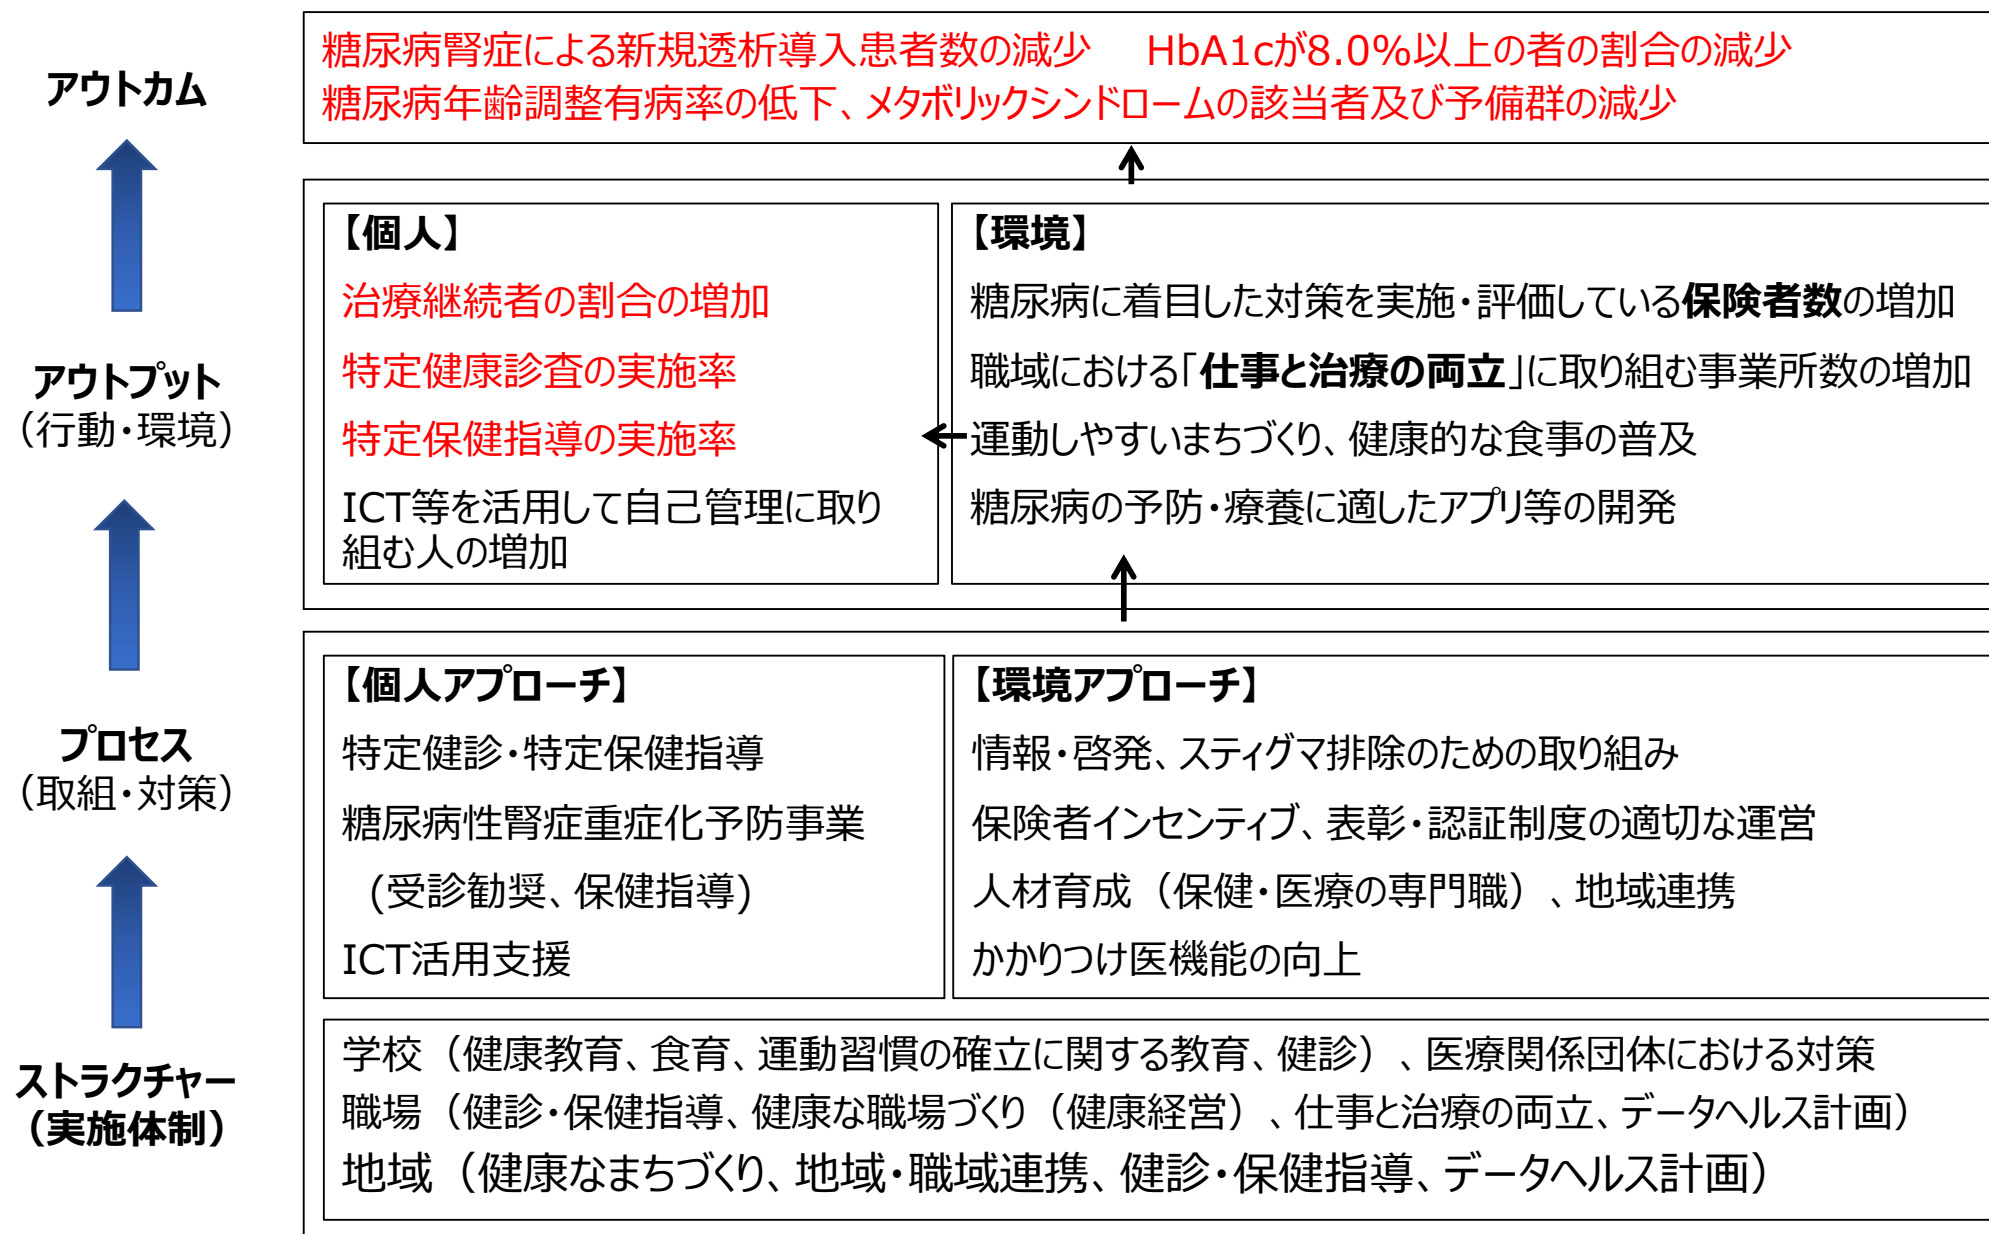 アウトカム
糖尿病腎症による新規透析導入患者数の減少　HbA1cが8.0%以上の者の割合の減少
糖尿病年齢調整有病率の低下、メタボリックシンドロームの該当者及び予備群の減少
アウトプット
（行動・環境）
【個人】
治療継続者の割合の増加
特定健康診査の実施率
特定保健指導の実施率
ICT等を活用して自己管理に取り
組む人の増加
【環境】
糖尿病に着目した対策を実施・評価している保険者数の増加
職域における「仕事と治療の両立」に取り組む事業所数の増加
運動しやすいまちづくり、健康的な食事の普及
糖尿病の予防・療養に適したアプリ等の開発
プロセス
（取組・対策）
【個人アプローチ】
特定健診・特定保健指導
糖尿病性腎症重症化予防事業
(受診勧奨、保健指導)
ICT活用支援
【環境アプローチ】
情報・啓発、スティグマ排除のための取り組み
保険者インセンティブ、表彰・認証制度の適切な運営
人材育成（保健・医療の専門職）、地域連携
かかりつけ医機能の向上
ストラクチャー
（実施体制）
学校（健康教育、食育、運動習慣の確立に関する教育、健診）、医療関係団体における対策
職場（健診・保健指導、健康な職場づくり（健康経営）、仕事と治療の両立、データヘルス計画）
地域（健康なまちづくり、地域・職域連携、健診・保健指導、データヘルス計画）